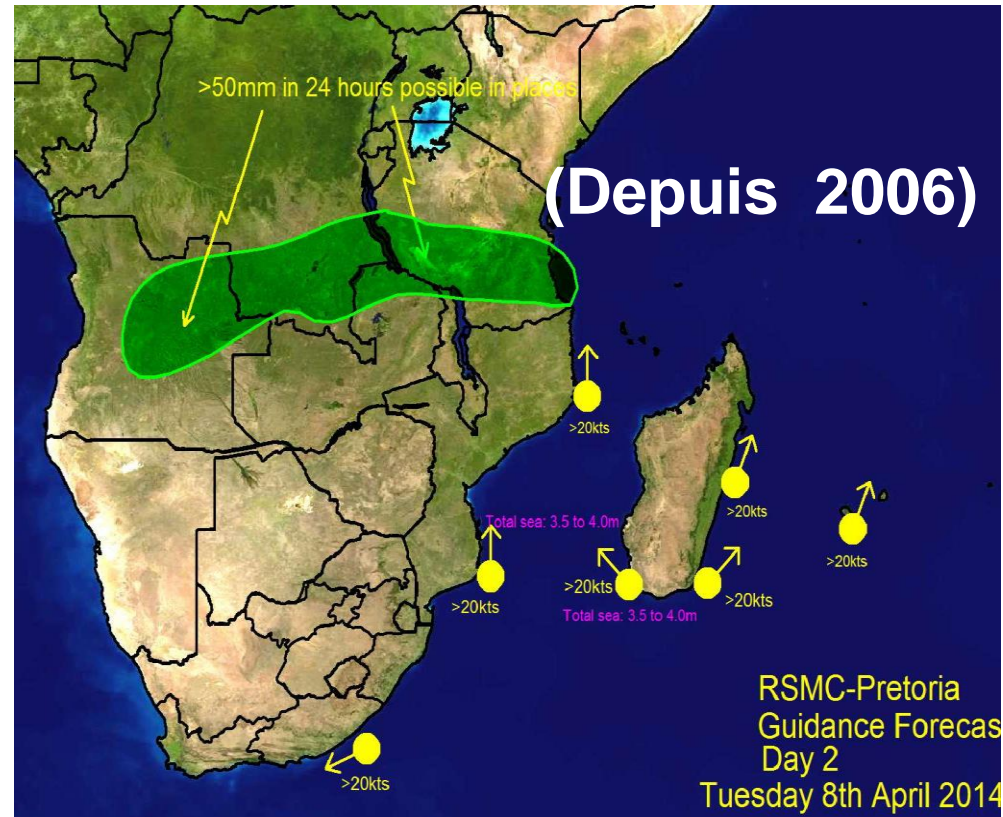 >50mm in 24 hours possible in places
(Depuis 2006)
>20kts
>20kts
Total sea: 3.5 to 4.0m
>20kts
>20kts
>20kts
>20kts
Total sea: 3.5 to 4.0m
RSMC-Pretoria
Guidance Forecas
Day 2
>20kts
Tuesday 8th April 2014